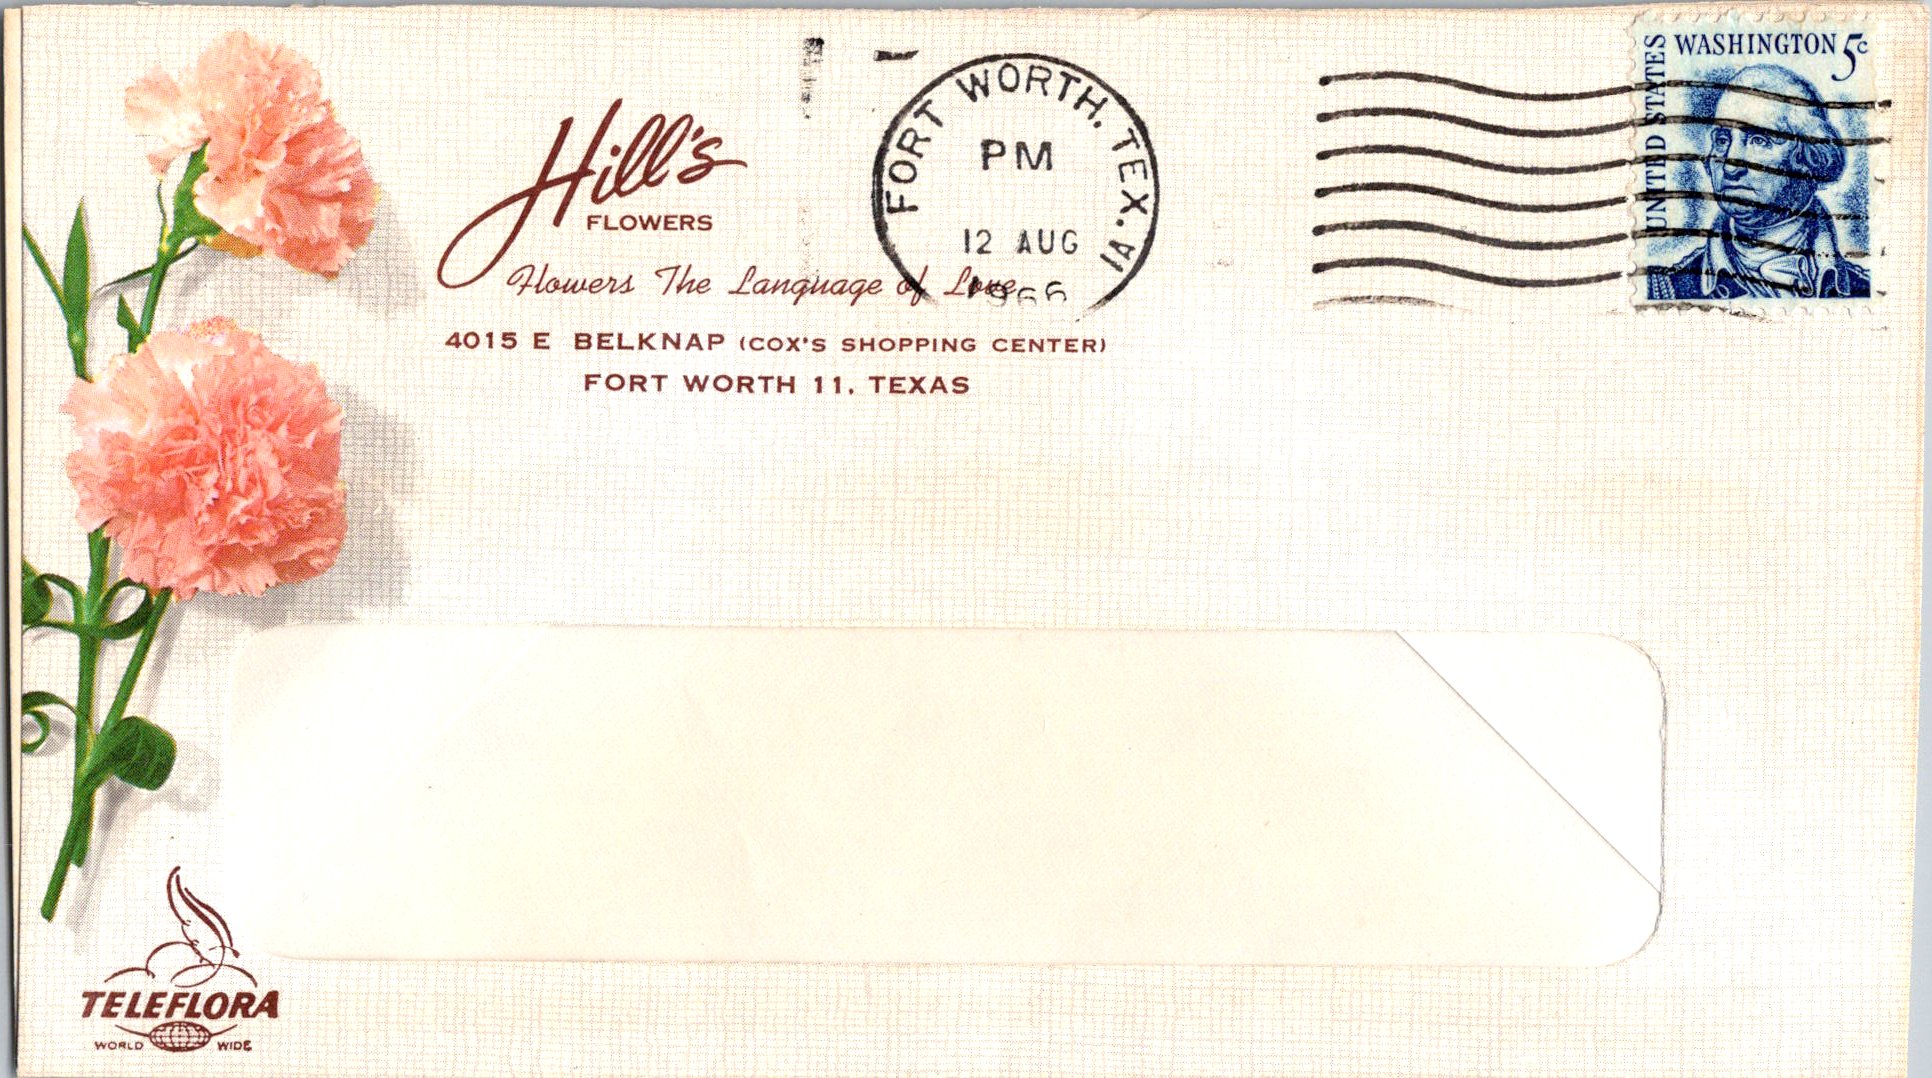 Hill's
FLOWERS
Flowers The Language of Love
4015 E BELKNAP (COX'S SHOPPING CENTER)
FORT WORTH 11, TEXAS
FORT WORTH, TEX. VI
PM
12 AUG
1966
UNITED STATES
WASHINGTON 5c
TELEFLORA
WORLD WIDE